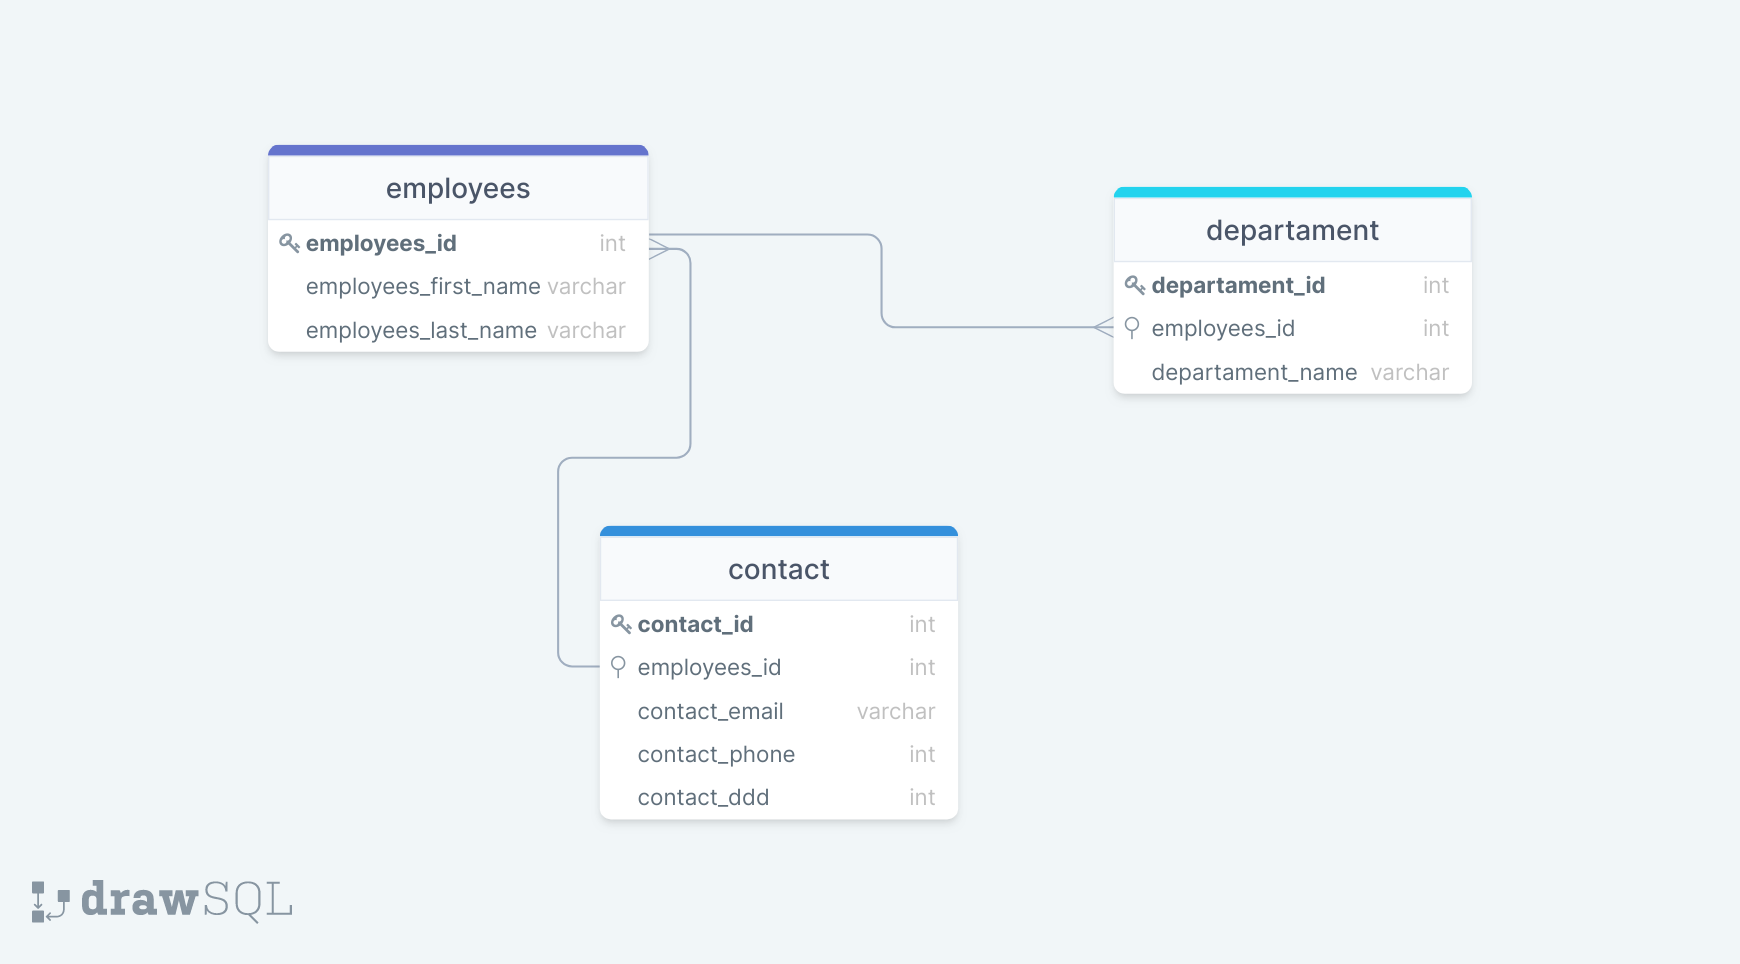 employees
employees_id int
employees_first_name varchar
employees_last_name varchar
departament
departament_id int
employees_id int
departament_name varchar
contact
contact_id int
employees_id int
contact_email varchar
contact_phone int
contact_ddd int
drawSQL